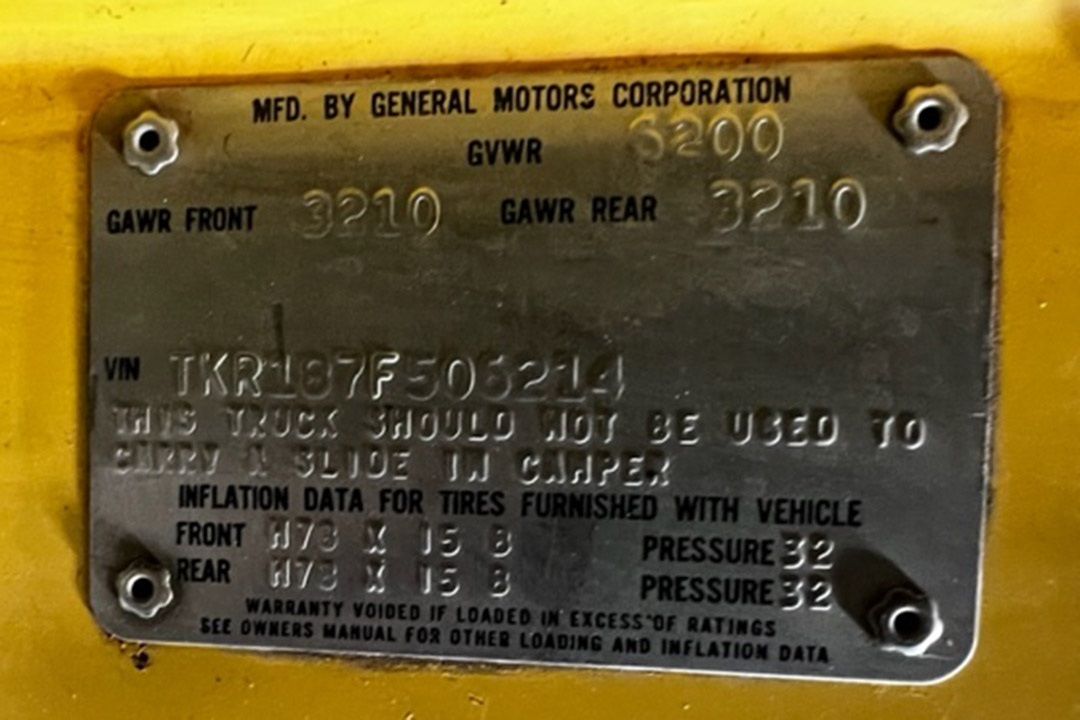 MFD. BY GENERAL MOTORS CORPORATION
GVWR 6200
GAWR FRONT 3210 GAWR REAR 3210
VIN TKR187F506214
THIS TRUCK SHOULD NOT BE USED TO
CARRY A SLIDE IN CAMPER
INFLATION DATA FOR TIRES FURNISHED WITH VEHICLE
FRONT H78 X 15 B PRESSURE 32
REAR H78 X 15 B PRESSURE 32
WARRANTY VOIDED IF LOADED IN EXCESS OF RATINGS
SEE OWNERS MANUAL FOR OTHER LOADING AND INFLATION DATA